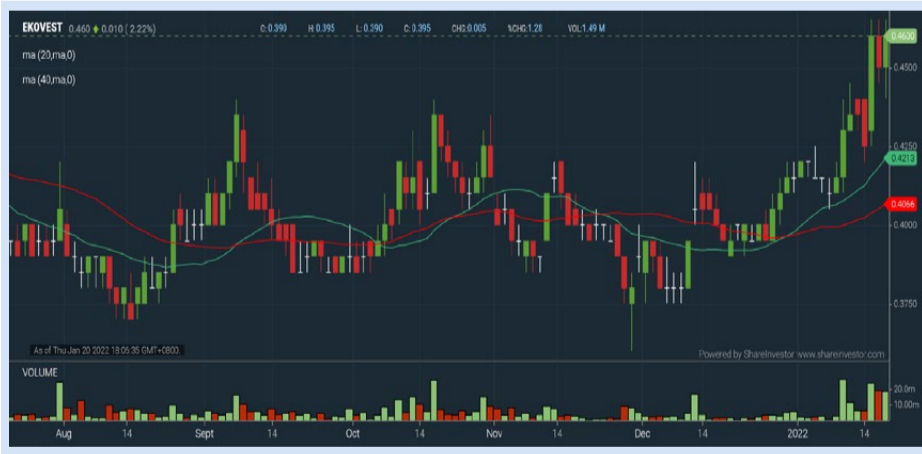 EKOVEST 0.460 0.010 ( 2.22%) O:0.390 H:0.395 L:0.390 C: 0.395 CHG:0.005 %CHG:1.28 VOL:1.49 M
ma (20,ma,0)
ma (40,ma,0)
0.4600
0.4500
0.4250
0.4213
0.4066
0.4000
0.3750
As of Thu Jan 20 2022 18:06:35 GMT+0800.
Powered by ShareInvestor www.shareinvestor.com
VOLUME
20.0m
10.00m
Aug 14 Sept 14 Oct 14 Nov 14 Dec 14 2022 14